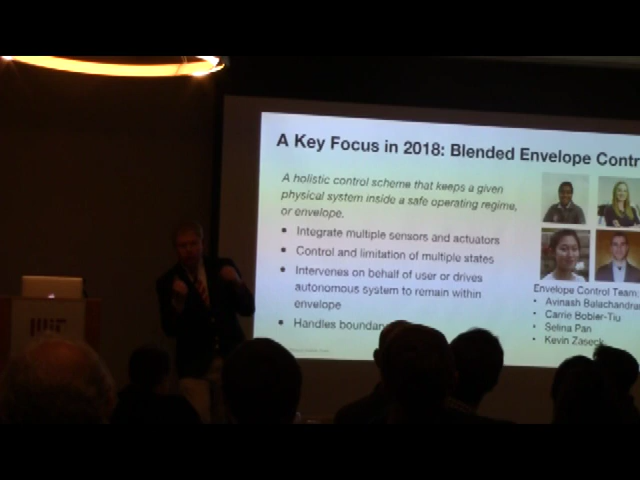 A Key Focus in 2018: Blended Envelope Contr
A holistic control scheme that keeps a given
physical system inside a safe operating regime,
or envelope.
• Integrate multiple sensors and actuators
• Control and limitation of multiple states
• Intervenes on behalf of user or drives
autonomous system to remain within
envelope
• Handles boundar
Envelope Control Team
• Avinash Balachandran
• Carrie Bobier-Tiu
• Selina Pan
• Kevin Zaseck
MIT